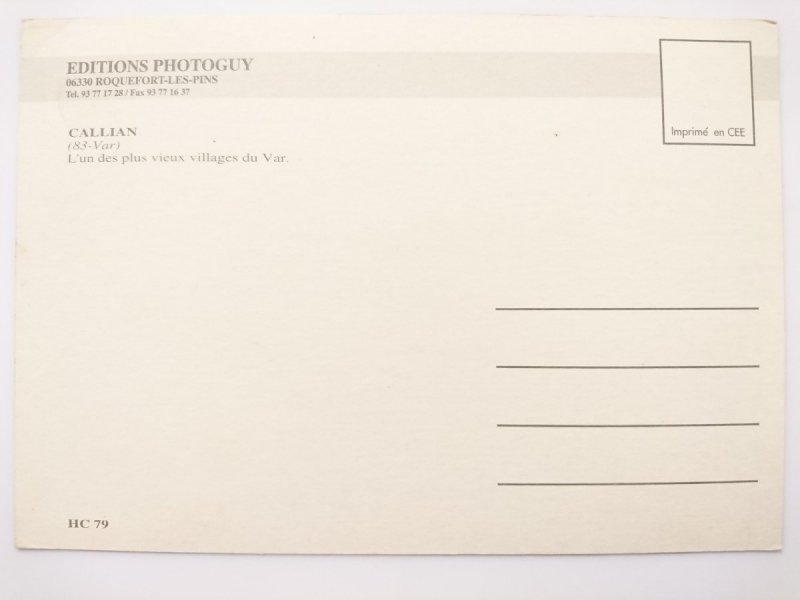 EDITIONS PHOTOGUY
06330 ROQUEFORT-LES-PINS
Tel. 93 77 17 28 / Fax 93 77 16 37
Imprimé en CEE
CALLIAN
(83-Var)
L'un des plus vieux villages du Var.
HC 79